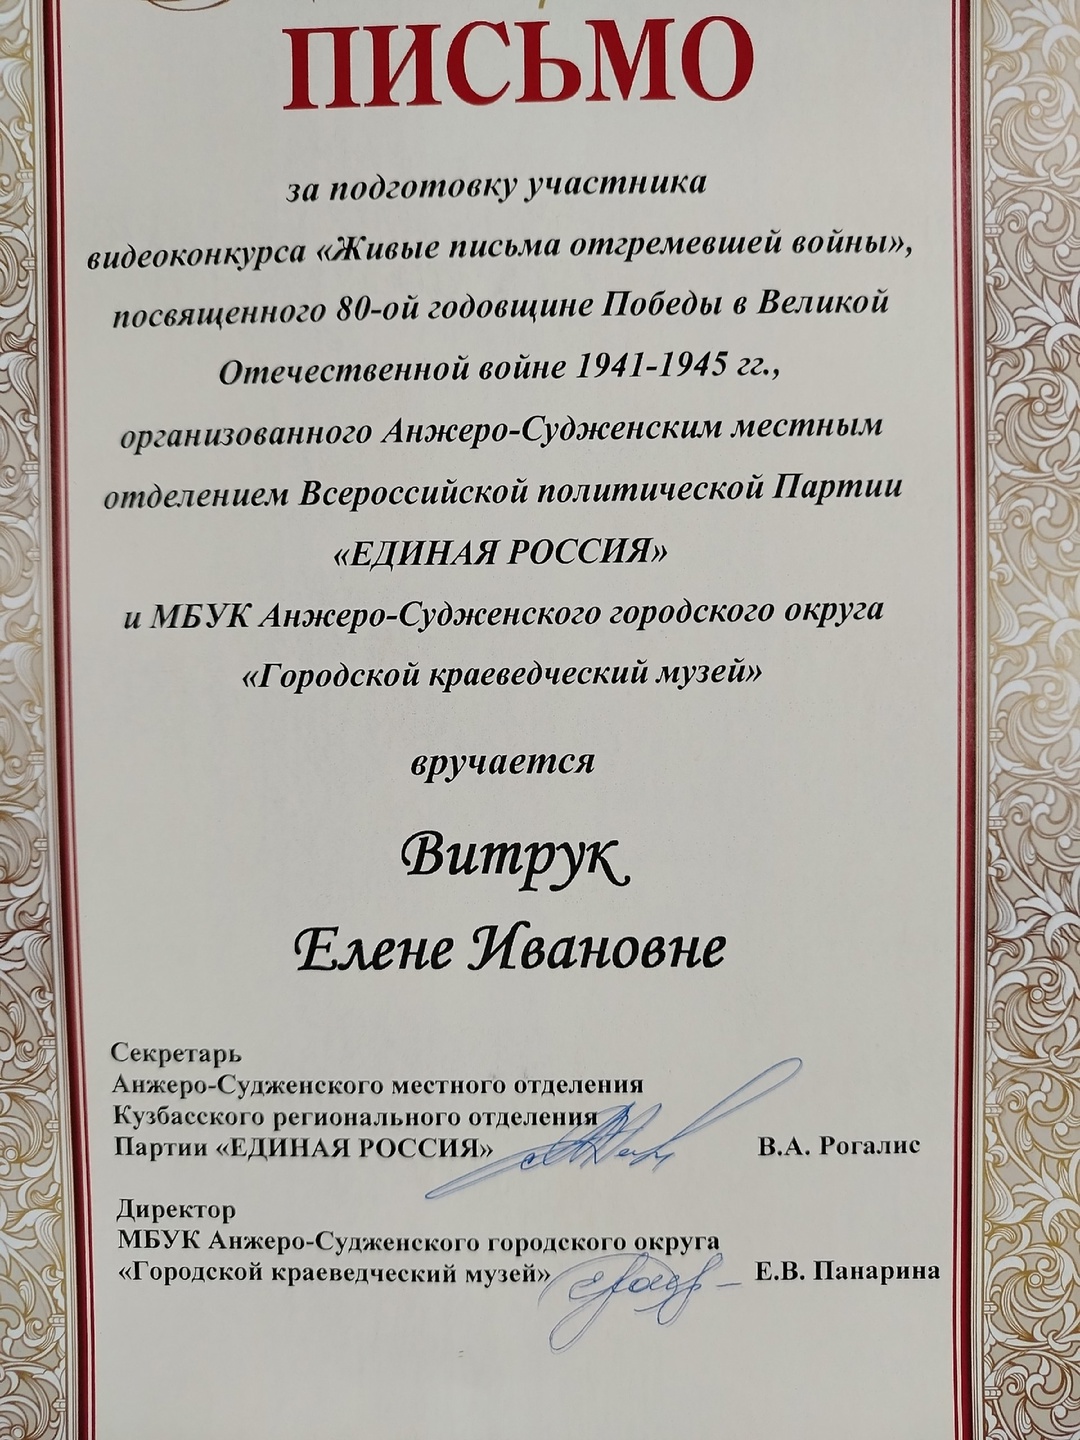 ПИСЬМО
за подготовку участника
видеоконкурса «Живые письма отгремевшей войны»,
посвященного 80-ой годовщине Победы в Великой
Отечественной войне 1941-1945 гг.,
организованного Анжеро-Судженским местным
отделением Всероссийской политической Партии
«ЕДИНАЯ РОССИЯ»
и МБУК Анжеро-Судженского городского округа
«Городской краеведческий музей»
вручается
Витрук
Елене Ивановне
Секретарь
Анжеро-Судженского местного отделения
Кузбасского регионального отделения
Партии «ЕДИНАЯ РОССИЯ»
В.А. Рогалис
Директор
МБУК Анжеро-Судженского городского округа
«Городской краеведческий музей»
Е.В. Панарина